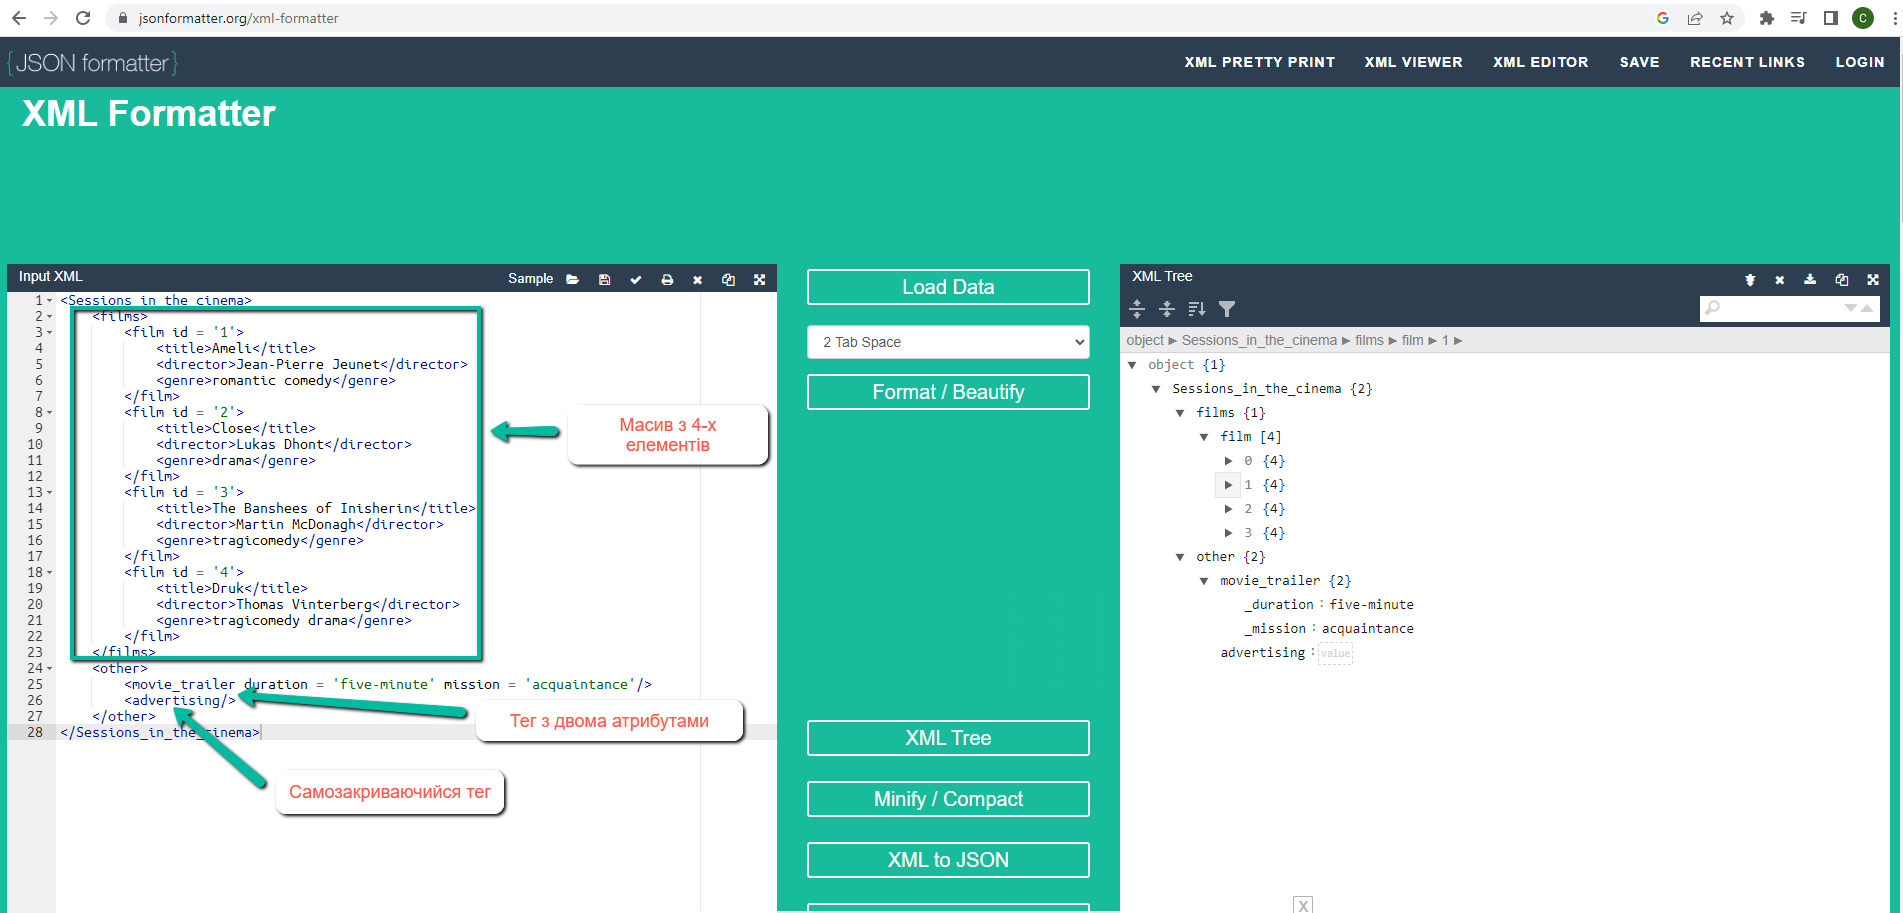 jsonformatter.org/xml-formatter
C
{JSON formatter}
XML PRETTY PRINT
XML VIEWER
XML EDITOR
SAVE
RECENT LINKS
LOGIN
XML Formatter
Input XML
Sample
1 <Sessions_in_the_cinema>
2 <films>
3 <film id = '1'>
4 <title>Ameli</title>
5 <director>Jean-Pierre Jeunet</director>
6 <genre>romantic comedy</genre>
7 </film>
8 <film id = '2'>
9 <title>Close</title>
10 <director>Lukas Dhont</director>
11 <genre>drama</genre>
12 </film>
13 <film id = '3'>
14 <title>The Banshees of Inisherin</title>
15 <director>Martin McDonagh</director>
16 <genre>tragicomedy</genre>
17 </film>
18 <film id = '4'>
19 <title>Druk</title>
20 <director>Thomas Vinterberg</director>
21 <genre>tragicomedy drama</genre>
22 </film>
23 </films>
24 <other>
25 <movie_trailer duration = 'five-minute' mission = 'acquaintance'/>
26 <advertising/>
27 </other>
28 </Sessions_in_the_cinema>
Масив з 4-х
елементів
Тег з двома атрибутами
Самозакриваючийся тег
Load Data
2 Tab Space
Format / Beautify
XML Tree
Minify / Compact
XML to JSON
XML Tree
object ► Sessions_in_the_cinema ► films ► film ► 1 ►
object {1}
Sessions_in_the_cinema {2}
films {1}
film [4]
0 {4}
1 {4}
2 {4}
3 {4}
other {2}
movie_trailer {2}
_duration : five-minute
_mission : acquaintance
advertising : value
X